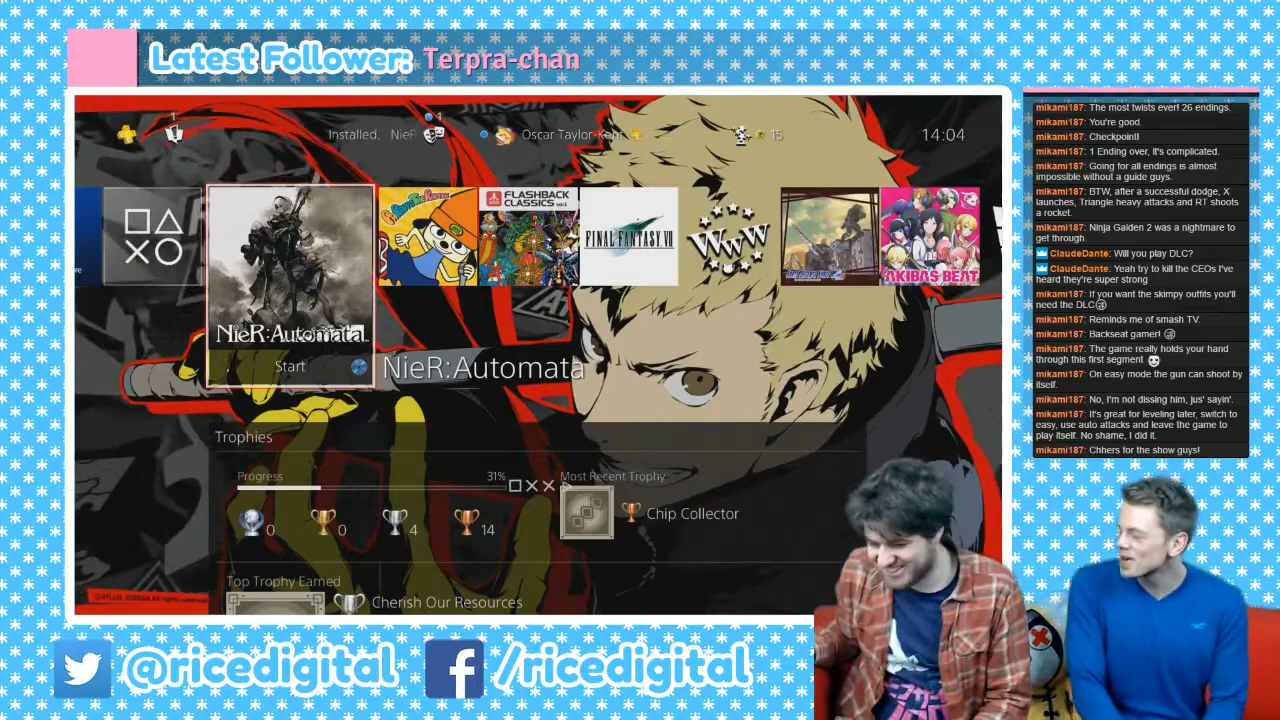 Latest Follower: Terpra-chan
1
1
Installed. NieR
Oscar Taylor-Kent
15
14:04
NieR:Automata
PaRappa The Rapper
FLASHBACK
CLASSICS
FINAL FANTASY VII
WWW
AKIBA'S BEAT
Start
NieR:Automata
Trophies
Progress
31%
Most Recent Trophy
0
0
4
14
Chip Collector
Top Trophy Earned
Cherish Our Resources
mikami187: The most twists ever! 26 endings.
mikami187: You're good.
mikami187: Checkpoint!
mikami187: 1 Ending over, it's complicated.
mikami187: Going for all endings is almost
impossible without a guide guys.
mikami187: BTW, after a successful dodge, X
launches, Triangle heavy attacks and RT shoots
a rocket.
mikami187: Ninja Gaiden 2 was a nightmare to
get through.
ClaudeDante: Will you play DLC?
ClaudeDante: Yeah try to kill the CEOs I've
heard they're super strong
mikami187: If you want the skimpy outfits you'll
need the DLC
mikami187: Reminds me of smash TV.
mikami187: Backseat gamer!
mikami187: The game really holds your hand
through this first segment
mikami187: On easy mode the gun can shoot by
itself.
mikami187: No, I'm not dissing him, jus' sayin'.
mikami187: It's great for leveling later, switch to
easy, use auto attacks and leave the game to
play itself. No shame, I did it.
mikami187: Chhers for the show guys!
@ricedigital
/ricedigital